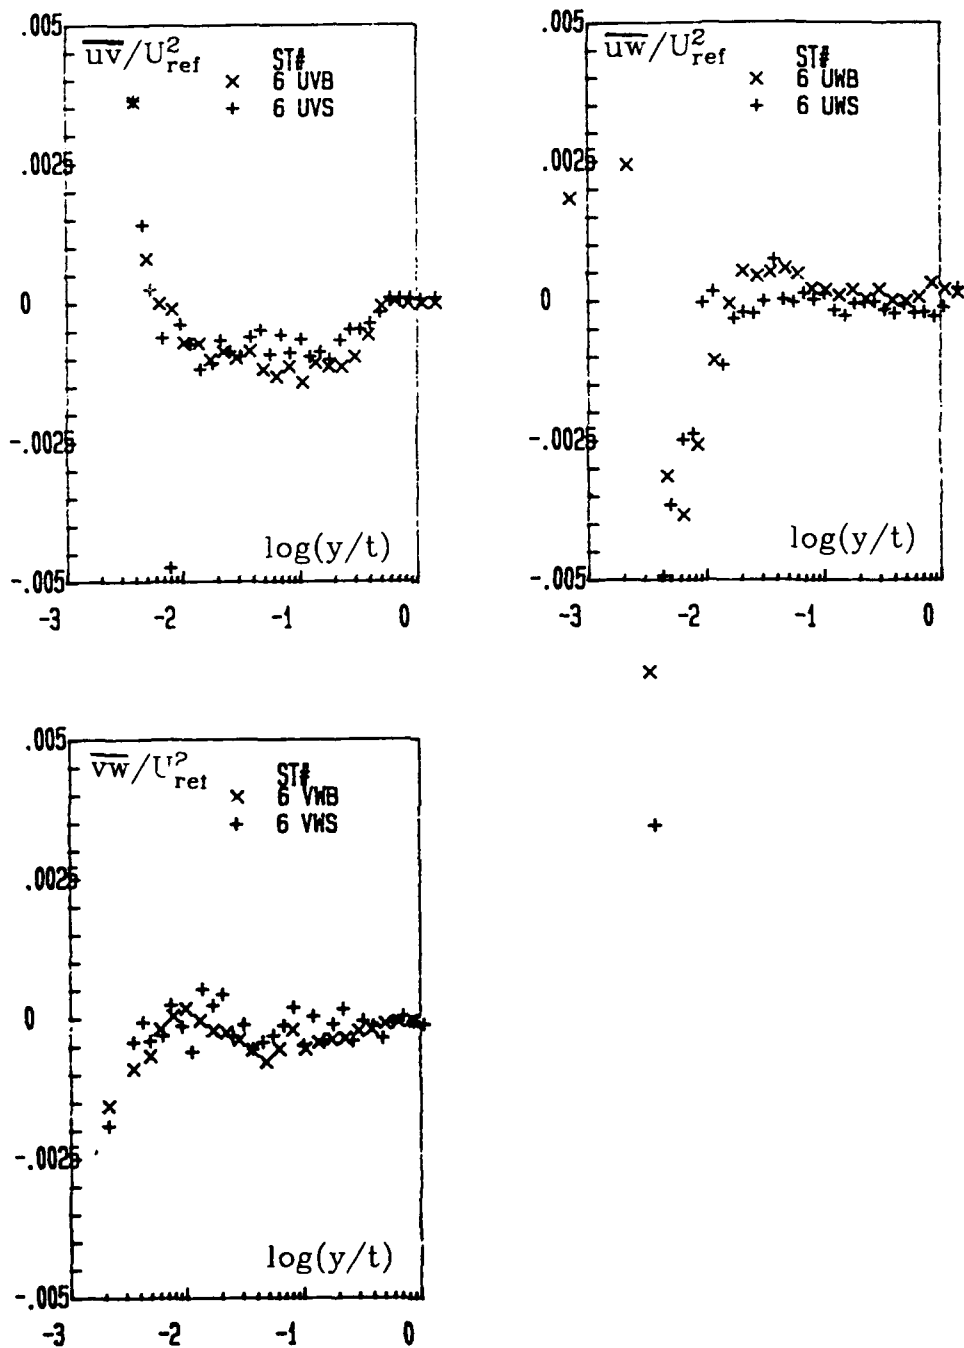 .005
uv/U²ref
ST#
× 6 UVB
+ 6 UVS
.0025
0
-.0025
log(y/t)
-.005
-3 -2 -1 0
.005
uw/U²ref
ST#
× 6 UWB
+ 6 UWS
.0025
0
-.0025
log(y/t)
-.005
-3 -2 -1 0
.005
vw/U²ref
ST#
× 6 VWB
+ 6 VWS
.0025
0
-.0025
log(y/t)
-.005
-3 -2 -1 0